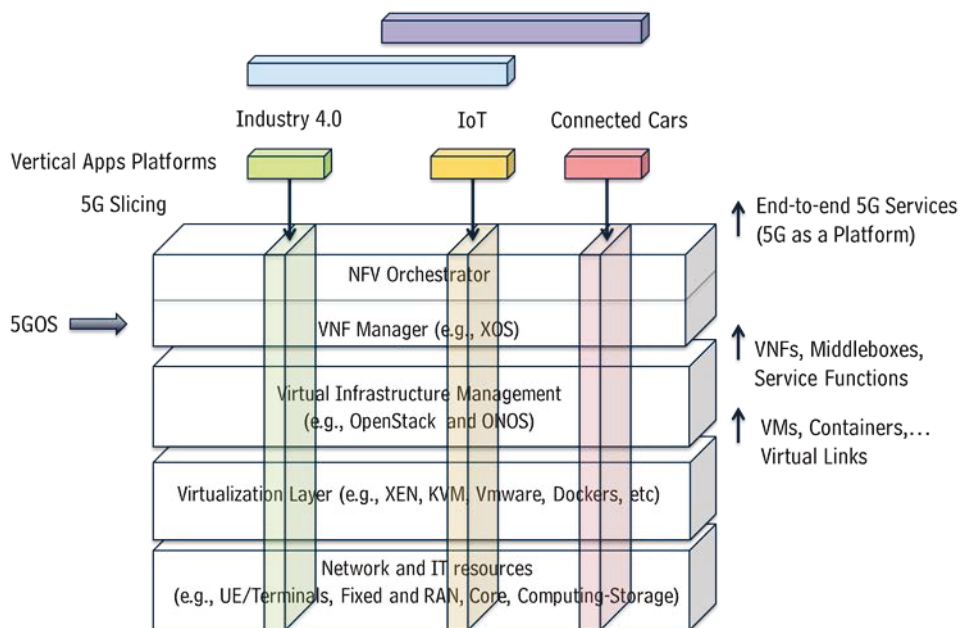 Industry 4.0
IoT
Connected Cars
Vertical Apps Platforms
5G Slicing
End-to-end 5G Services
(5G as a Platform)
NFV Orchestrator
5GOS
VNF Manager (e.g., XOS)
VNFs, Middleboxes,
Service Functions
Virtual Infrastructure Management
(e.g., OpenStack and ONOS)
VMs, Containers,...
Virtual Links
Virtualization Layer (e.g., XEN, KVM, Vmware, Dockers, etc)
Network and IT resources
(e.g., UE/Terminals, Fixed and RAN, Core, Computing-Storage)